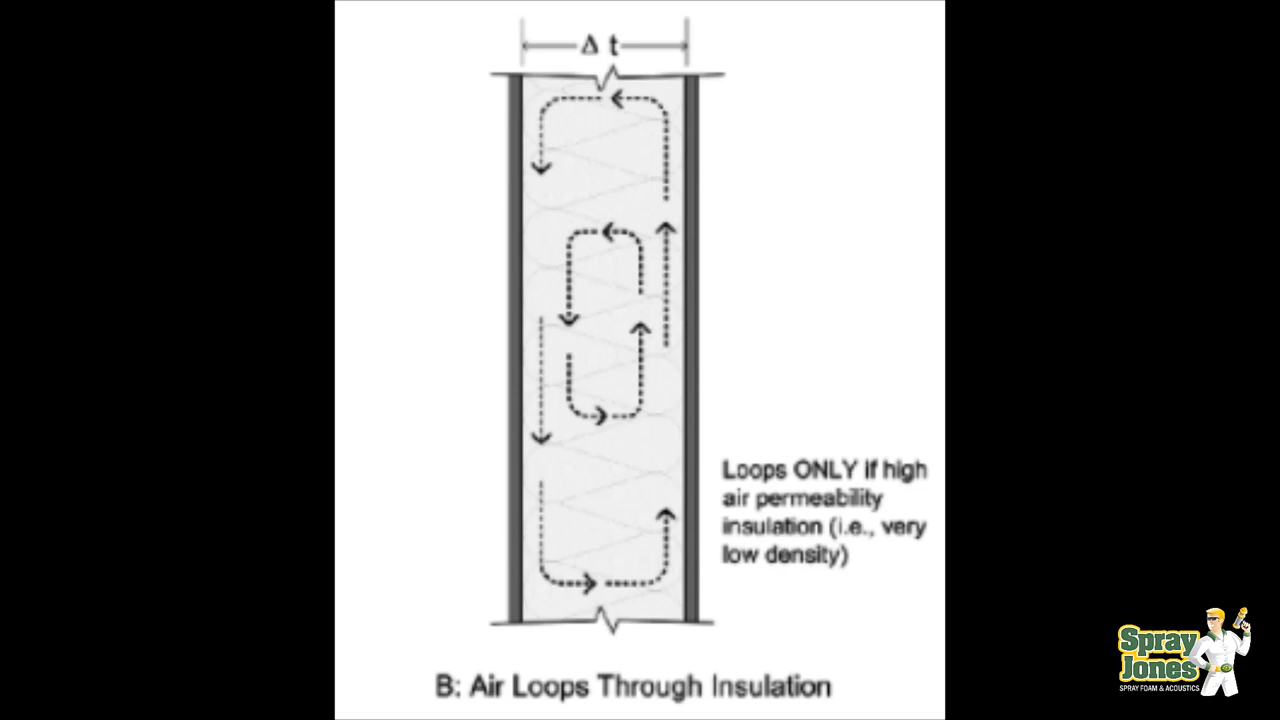 Δ t
Loops ONLY if high
air permeability
insulation (i.e., very
low density)
B: Air Loops Through Insulation
Spray
Jones
SPRAY FOAM & ACOUSTICS